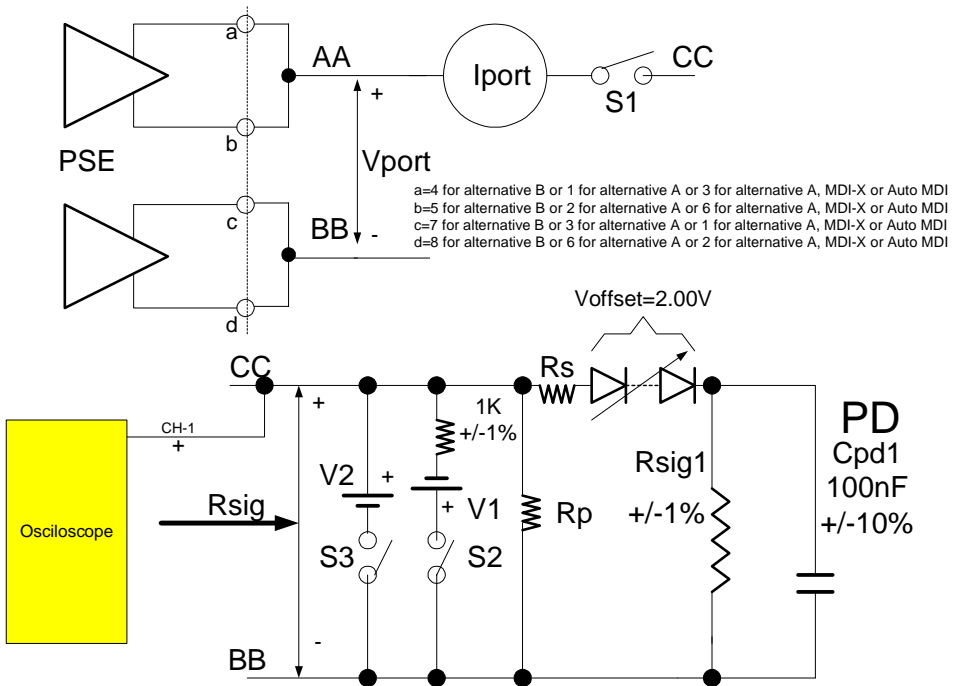 a
AA
+
Iport
CC
S1
b
PSE
Vport
a=4 for alternative B or 1 for alternative A or 3 for alternative A, MDI-X or Auto MDI
b=5 for alternative B or 2 for alternative A or 6 for alternative A, MDI-X or Auto MDI
c=7 for alternative B or 3 for alternative A or 1 for alternative A, MDI-X or Auto MDI
d=8 for alternative B or 6 for alternative A or 2 for alternative A, MDI-X or Auto MDI
c
BB
-
d
Voffset=2.00V
CC
Rs
+
1K
+/-1%
PD
Cpd1
100nF
+/-10%
CH-1
+
V2
+
Rsig1
+/-1%
Rsig
+
V1
Rp
Osciloscope
S3
S2
-
BB